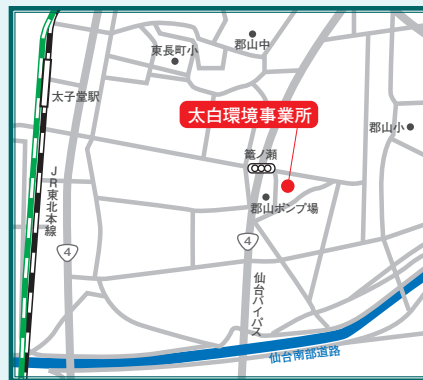 郡山中
東長町小
太子堂駅
太白環境事業所
郡山小
篭ノ瀬
郡山ポンプ場
JR東北本線
4
4
仙台バイパス
仙台南部道路